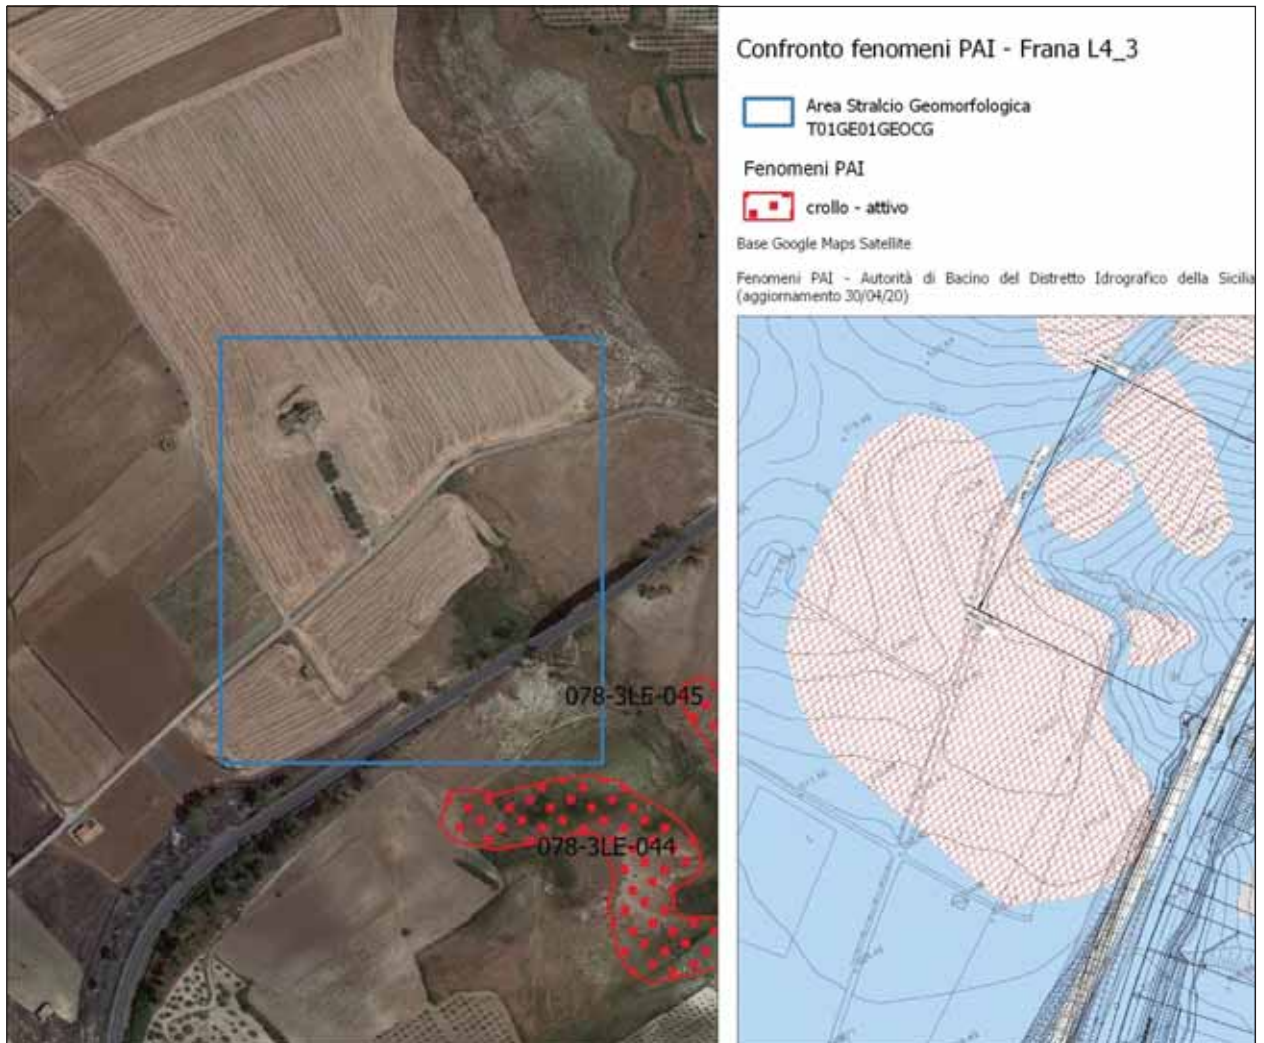 Confronto fenomeni PAI - Frana L4_3
Area Stralcio Geomorfologica
T01GE01GEOCG
Fenomeni PAI
crollo - attivo
Base Google Maps Satellite
Fenomeni PAI - Autorità di Bacino del Distretto Idrografico della Sicilia
(aggiornamento 30/04/20)
078-3LE-045
078-3LE-044